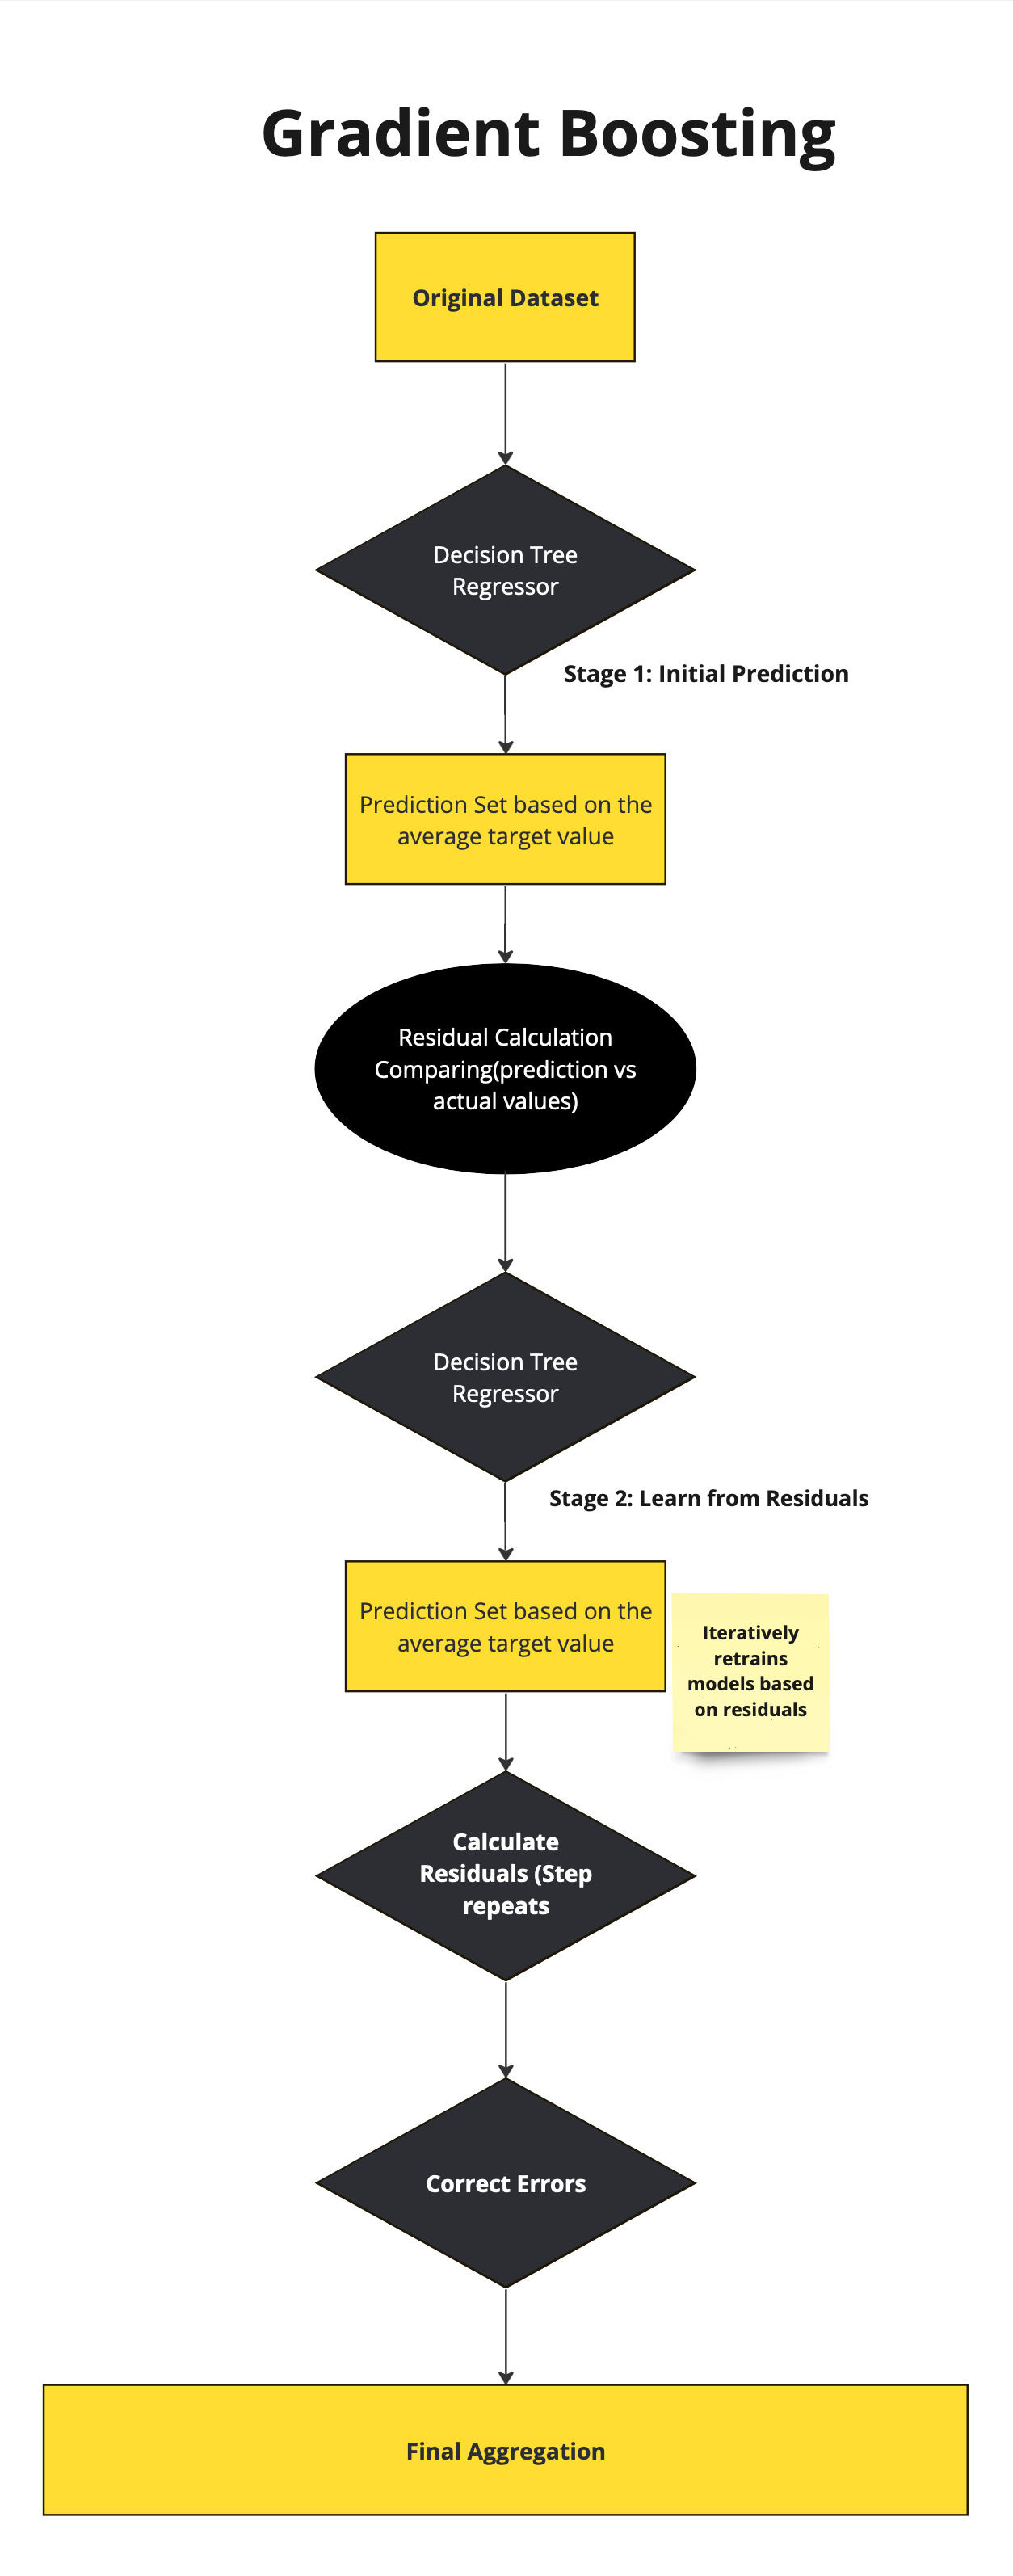 Gradient Boosting
Original Dataset
Decision Tree
Regressor
Stage 1: Initial Prediction
Prediction Set based on the
average target value
Residual Calculation
Comparing(prediction vs
actual values)
Decision Tree
Regressor
Stage 2: Learn from Residuals
Prediction Set based on the
average target value
Iteratively
retrains
models based
on residuals
Calculate
Residuals (Step
repeats
Correct Errors
Final Aggregation